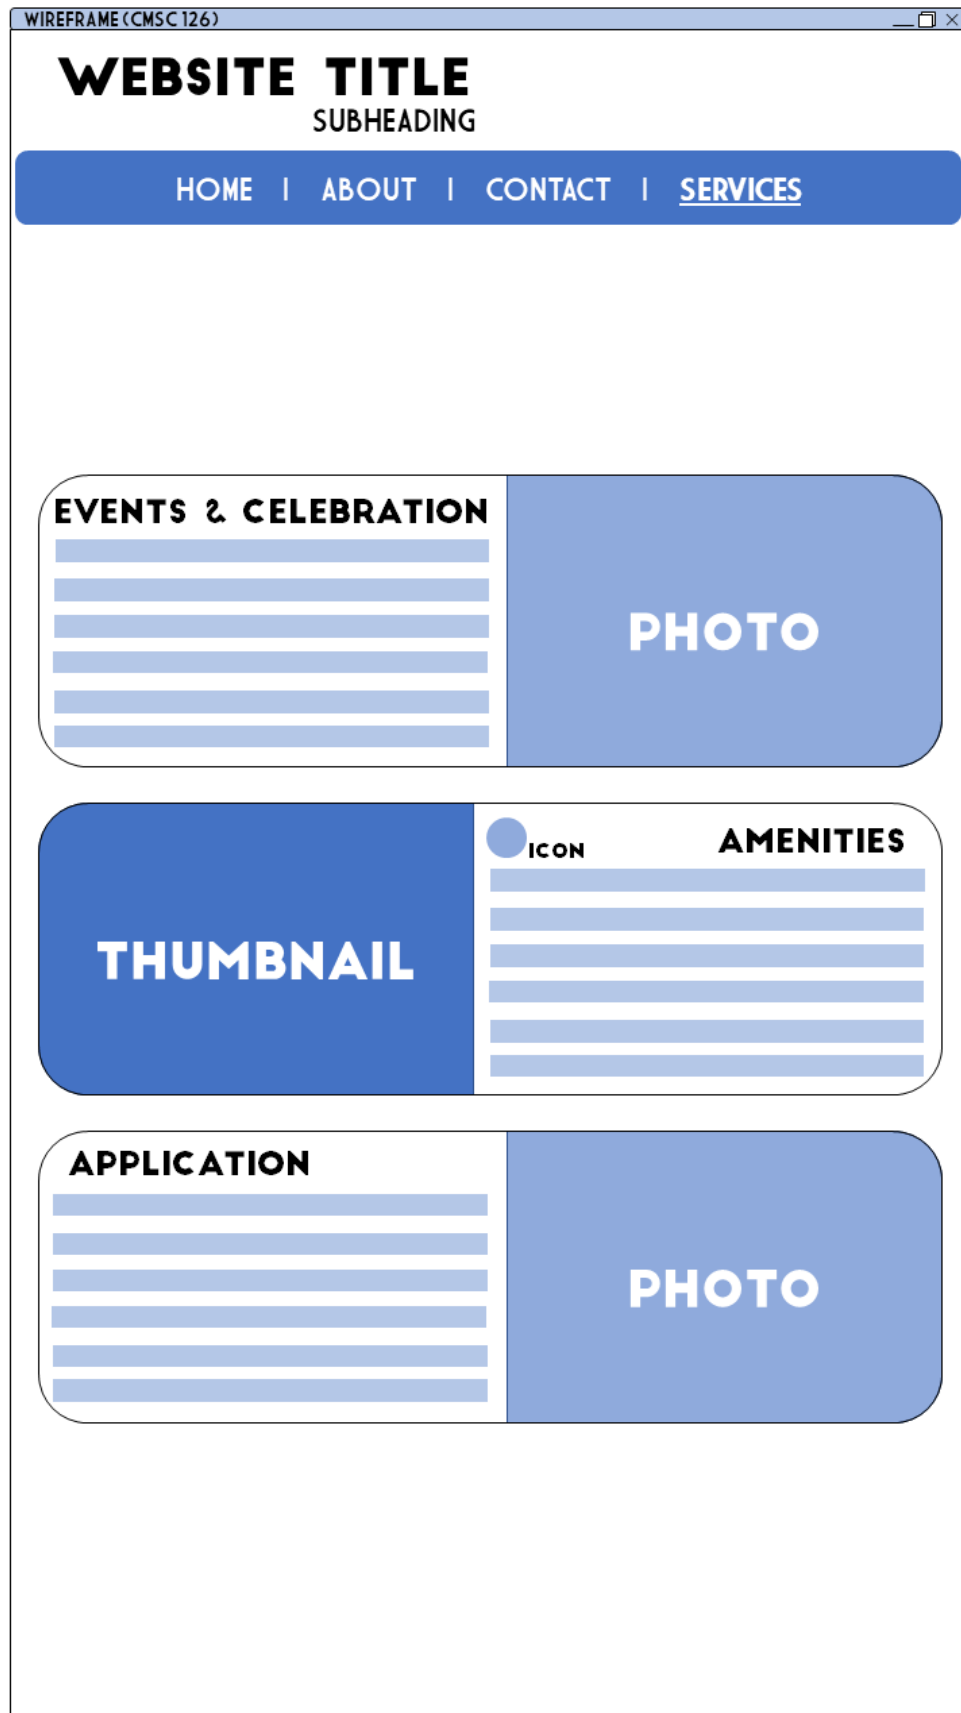 WIREFRAME (CMSC 126)
WEBSITE TITLE
SUBHEADING
HOME | ABOUT | CONTACT | SERVICES
EVENTS & CELEBRATION
PHOTO
THUMBNAIL
ICON
AMENITIES
APPLICATION
PHOTO